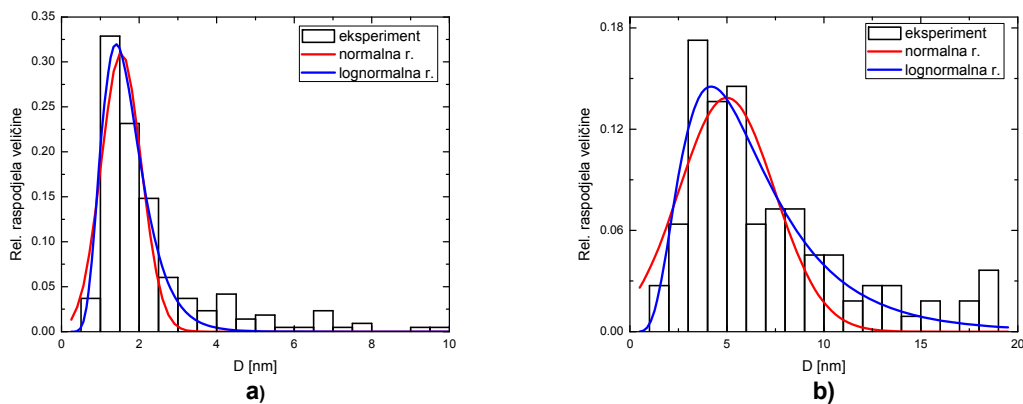 0.35
0.30
0.25
0.20
0.15
0.10
0.05
0.00
0
2
4
6
8
10
Rel. raspodjela veličine
D [nm]
eksperiment
normalna r.
lognormalna r.
a)
0.18
0.12
0.06
0.00
0
5
10
15
20
Rel. raspodjela veličine
D [nm]
eksperiment
normalna r.
lognormalna r.
b)